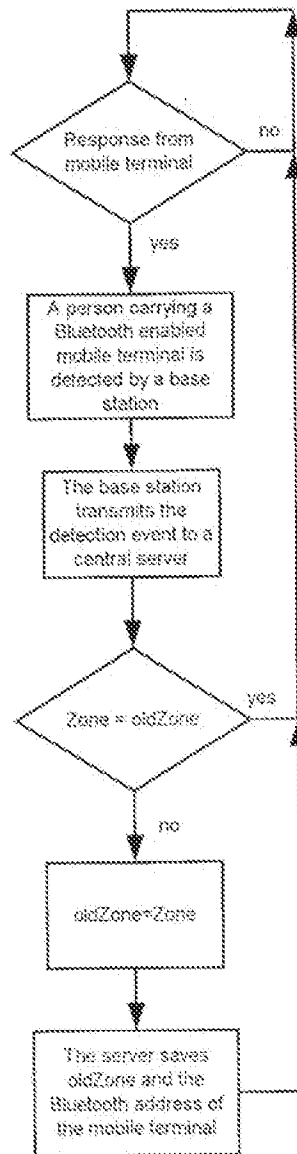 Response from
mobile terminal
no
yes
A person carrying a
Bluetooth enabled
mobile terminal is
detected by a base
station
The base station
transmits the
detection event to a
central server
Zone = oldZone
yes
no
oldZone=Zone
The server saves
oldZone and the
Bluetooth address of
the mobile terminal